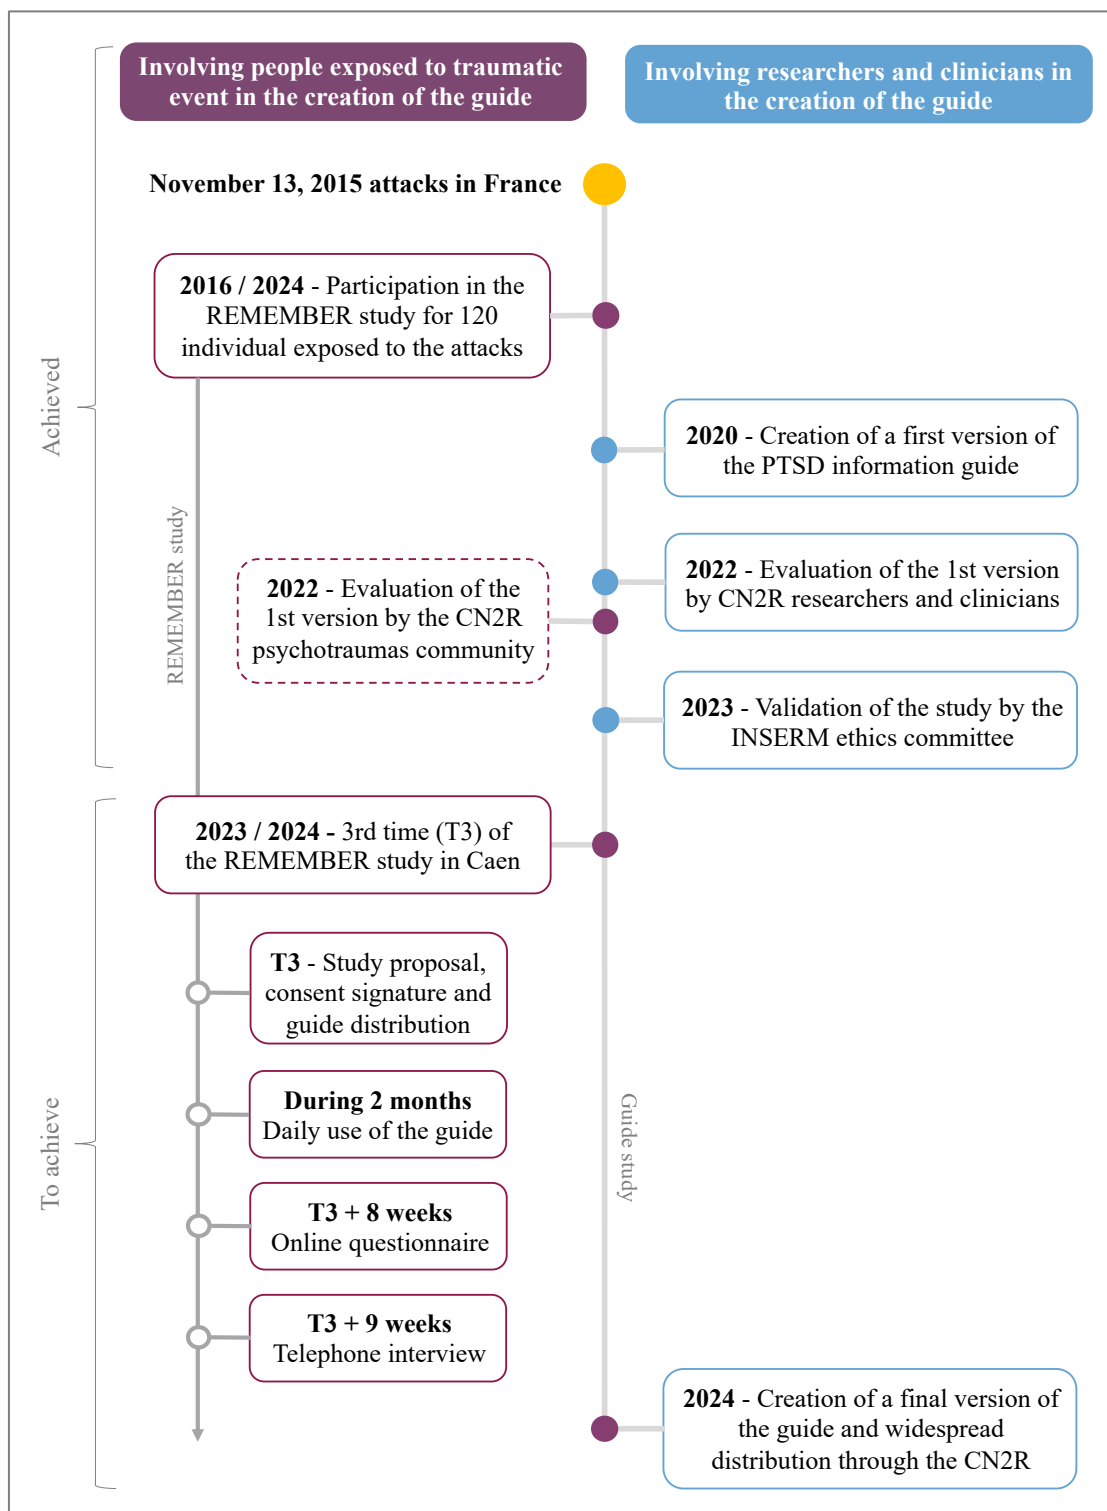 Involving people exposed to traumatic
event in the creation of the guide
Involving researchers and clinicians in
the creation of the guide
November 13, 2015 attacks in France
2016 / 2024 - Participation in the
REMEMBER study for 120
individual exposed to the attacks
Achieved
2020 - Creation of a first version of
the PTSD information guide
REMEMBER study
2022 - Evaluation of the
1st version by the CN2R
psychotraumas community
2022 - Evaluation of the 1st version
by CN2R researchers and clinicians
2023 - Validation of the study by the
INSERM ethics committee
2023 / 2024 - 3rd time (T3) of
the REMEMBER study in Caen
T3 - Study proposal,
consent signature and
guide distribution
To achieve
During 2 months
Daily use of the guide
Guide study
T3 + 8 weeks
Online questionnaire
T3 + 9 weeks
Telephone interview
2024 - Creation of a final version of
the guide and widespread
distribution through the CN2R